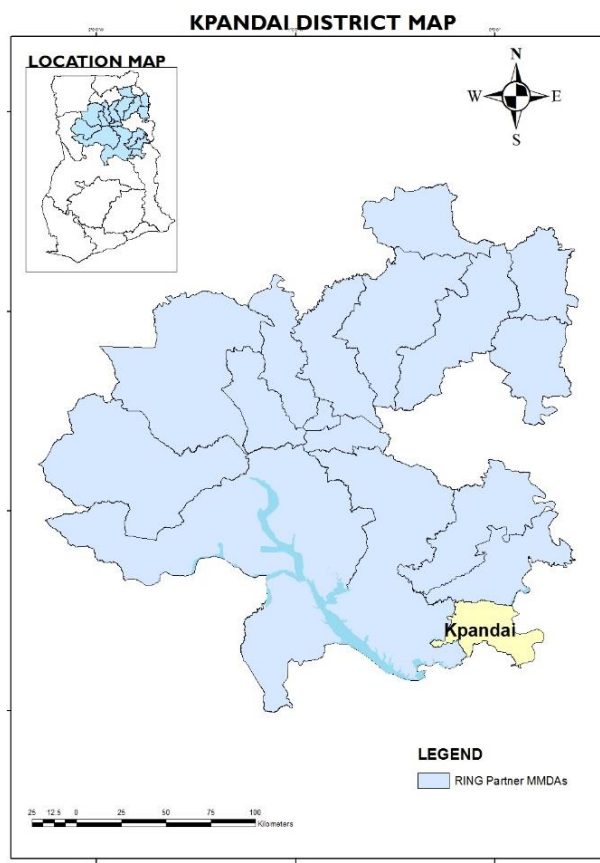 KPANDAI DISTRICT MAP
LOCATION MAP
N
W E
S
Kpandai
LEGEND
RING Partner MMDAs
25 12.5 0 25 50 75 100
Kilometers